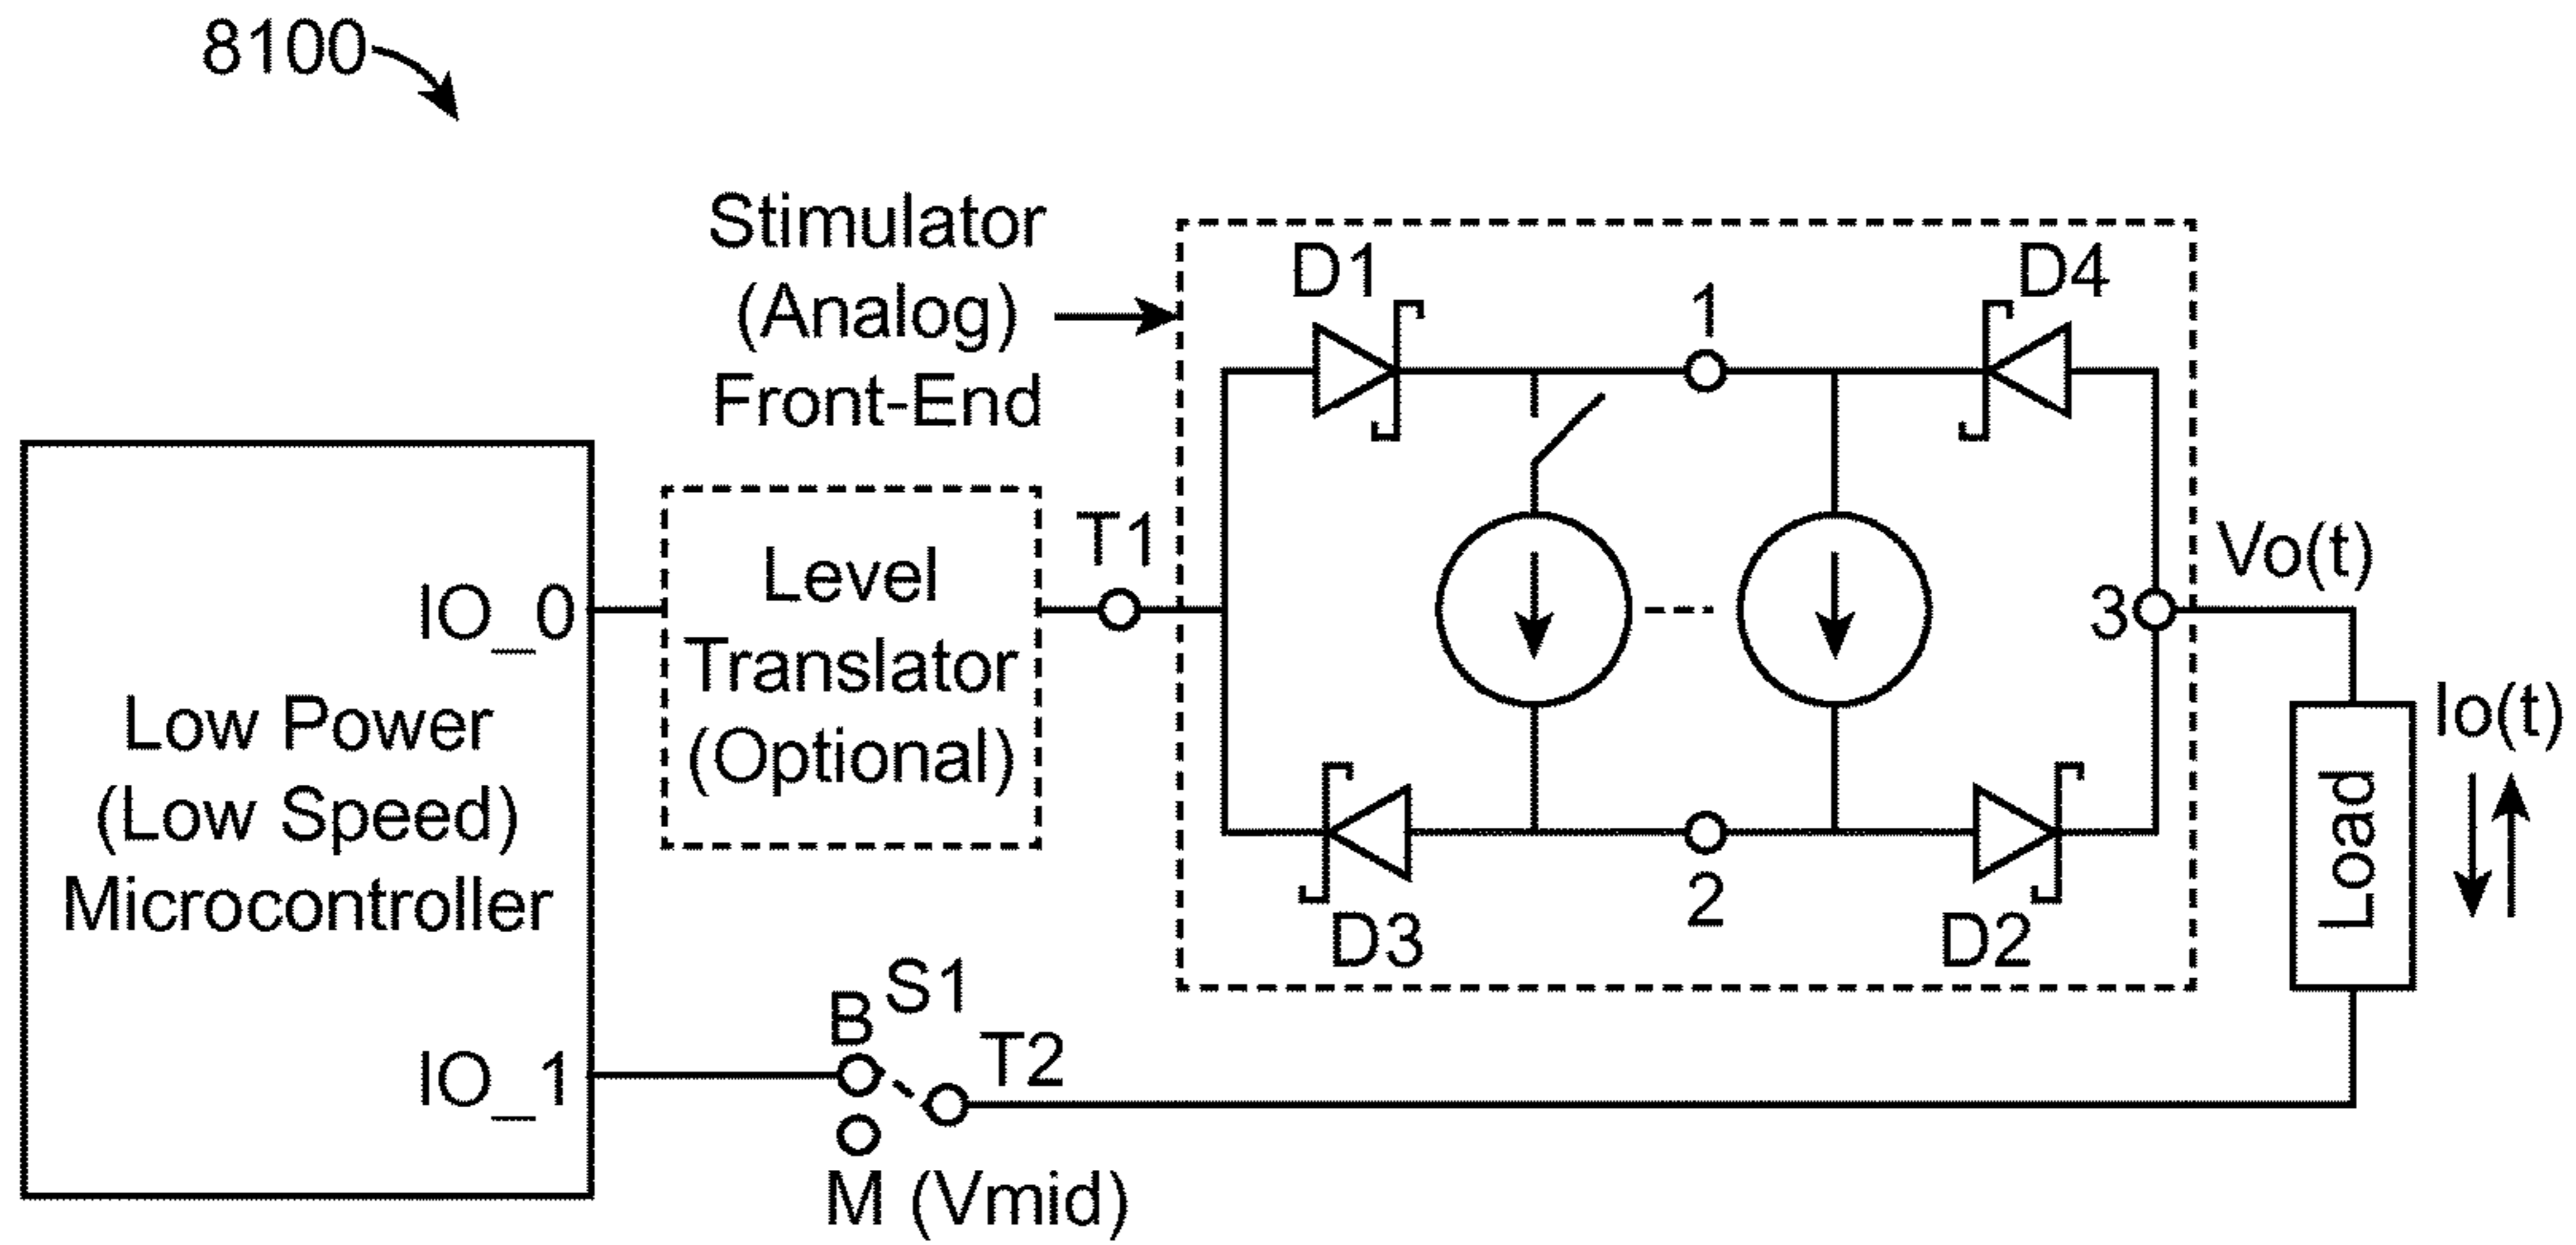 8100
Stimulator
(Analog)
Front-End
D1
1
D4
T1
Level
Translator
(Optional)
IO_0
Low Power
(Low Speed)
Microcontroller
IO_1
3
Vo(t)
Io(t)
Load
D3
2
D2
B
S1
T2
M (Vmid)